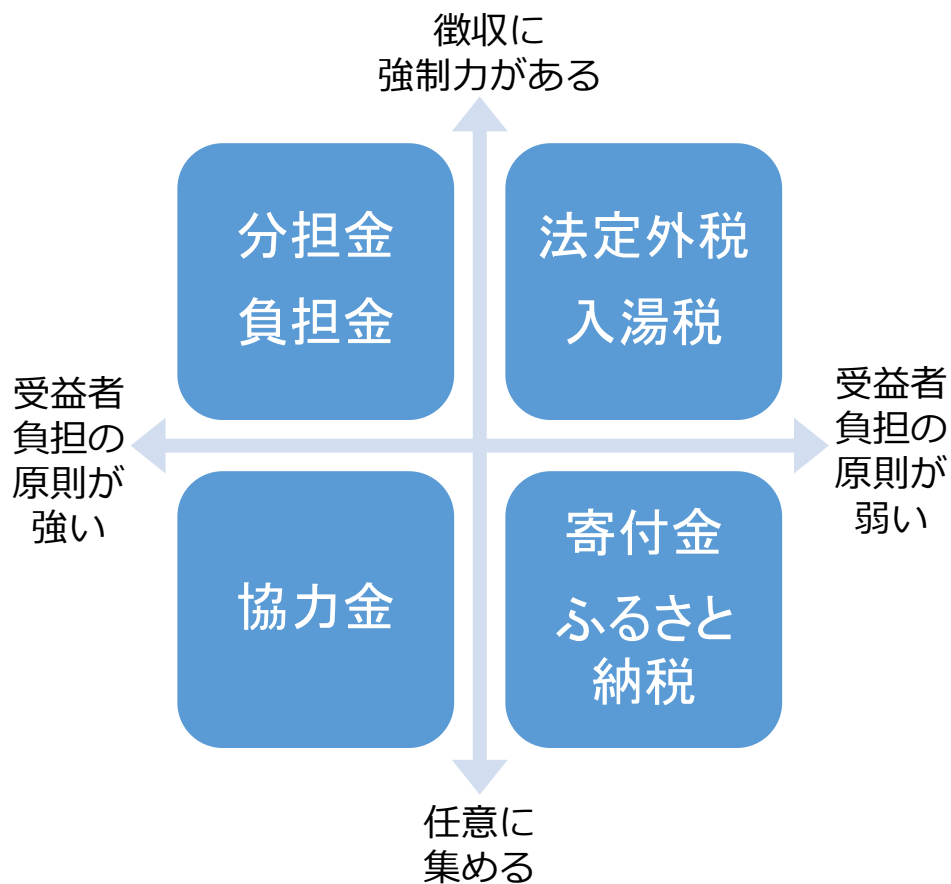 徴収に
強制力がある
分担金
負担金
法定外税
入湯税
受益者
負担の
原則が
強い
受益者
負担の
原則が
弱い
協力金
寄付金
ふるさと
納税
任意に
集める